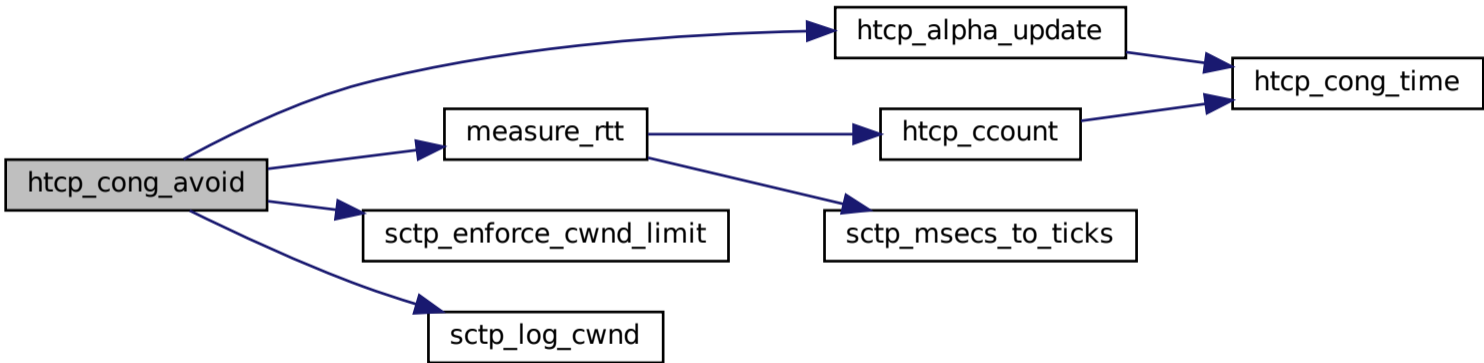 htcp_alpha_update
htcp_cong_time
measure_rtt
htcp_ccount
htcp_cong_avoid
sctp_enforce_cwnd_limit
sctp_msecs_to_ticks
sctp_log_cwnd